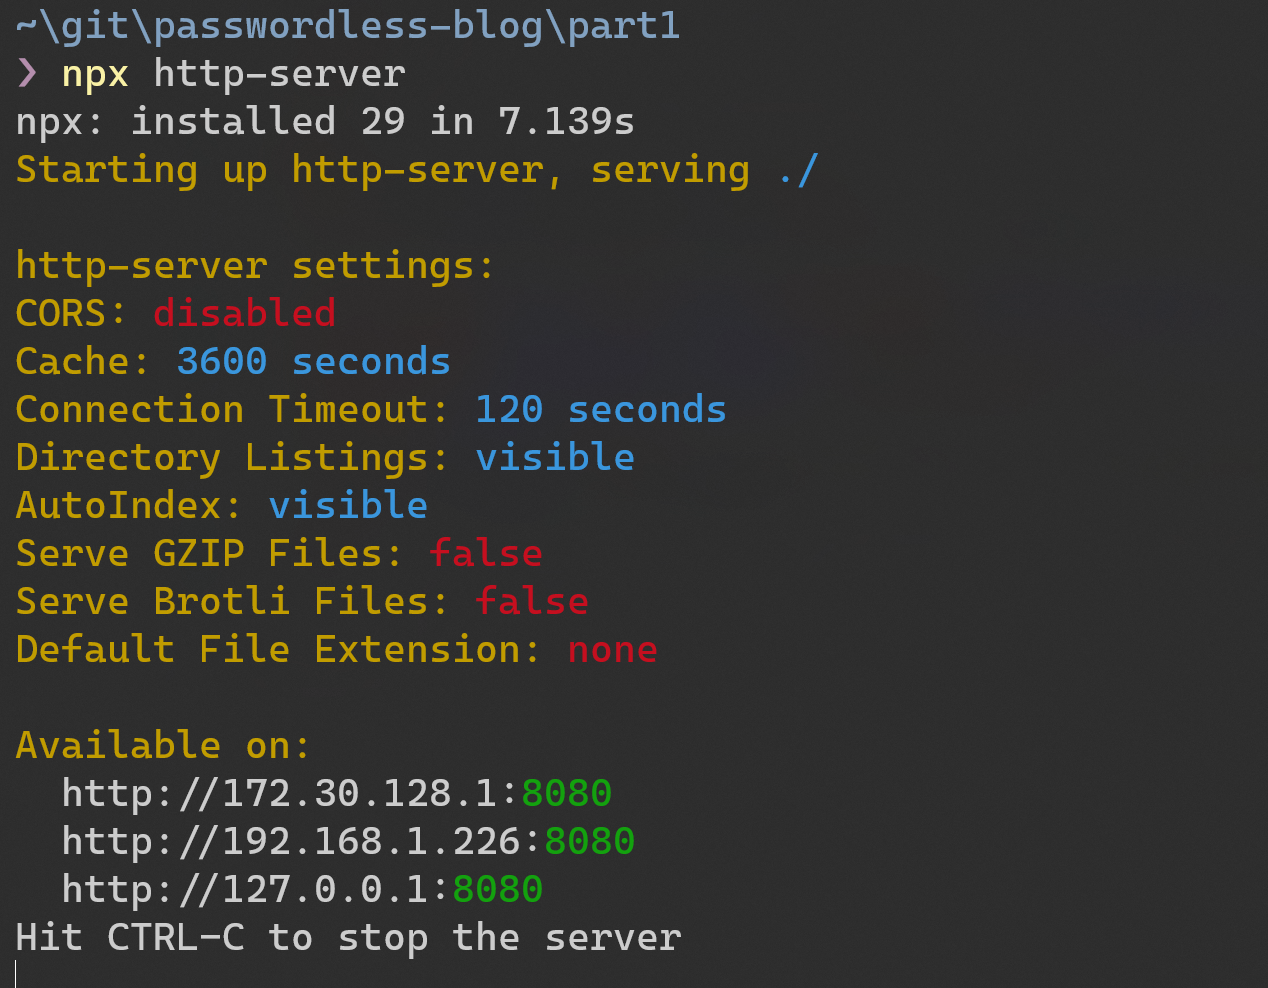 ~\git\passwordless-blog\part1
❯ npx http-server
npx: installed 29 in 7.139s
Starting up http-server, serving ./
http-server settings:
CORS: disabled
Cache: 3600 seconds
Connection Timeout: 120 seconds
Directory Listings: visible
AutoIndex: visible
Serve GZIP Files: false
Serve Brotli Files: false
Default File Extension: none
Available on:
  http://172.30.128.1:8080
  http://192.168.1.226:8080
  http://127.0.0.1:8080
Hit CTRL-C to stop the server